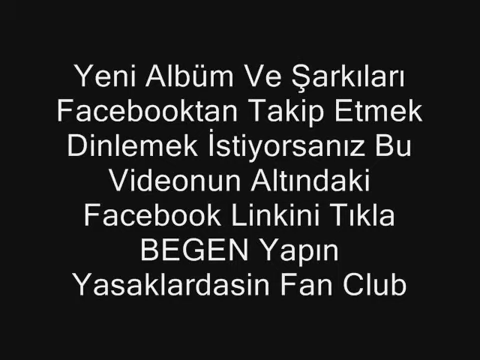 Yeni Albüm Ve Şarkıları
Facebooktan Takip Etmek
Dinlemek İstiyorsanız Bu
Videonun Altındaki
Facebook Linkini Tıkla
BEGEN Yapın
Yasaklardasin Fan Club